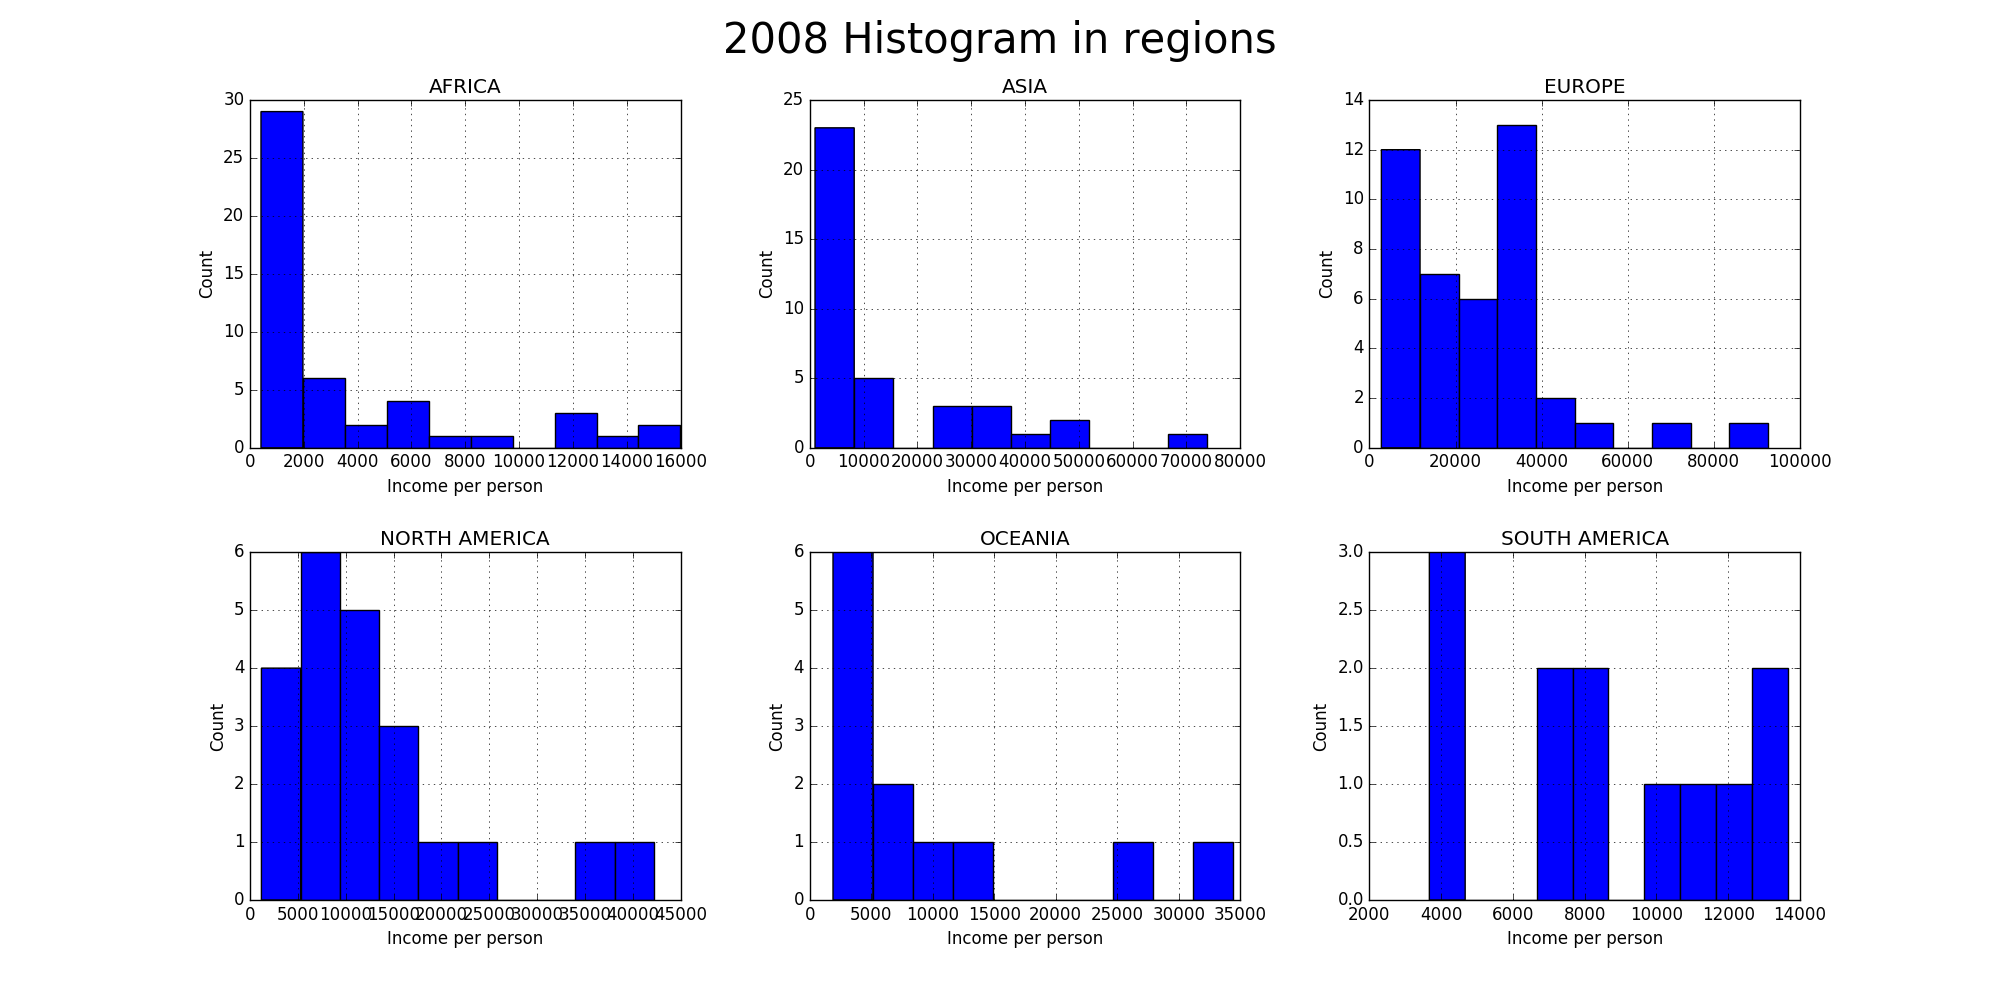 2008 Histogram in regions
AFRICA
30
25
20
15
10
5
0
Count
0 2000 4000 6000 8000 10000 12000 14000 16000
Income per person
ASIA
25
20
15
10
5
0
Count
0 10000 20000 30000 40000 50000 60000 70000 80000
Income per person
EUROPE
14
12
10
8
6
4
2
0
Count
0 20000 40000 60000 80000 100000
Income per person
NORTH AMERICA
6
5
4
3
2
1
0
Count
0 5000 10000 15000 20000 25000 30000 35000 40000 45000
Income per person
OCEANIA
6
5
4
3
2
1
0
Count
0 5000 10000 15000 20000 25000 30000 35000
Income per person
SOUTH AMERICA
3.0
2.5
2.0
1.5
1.0
0.5
0.0
Count
2000 4000 6000 8000 10000 12000 14000
Income per person